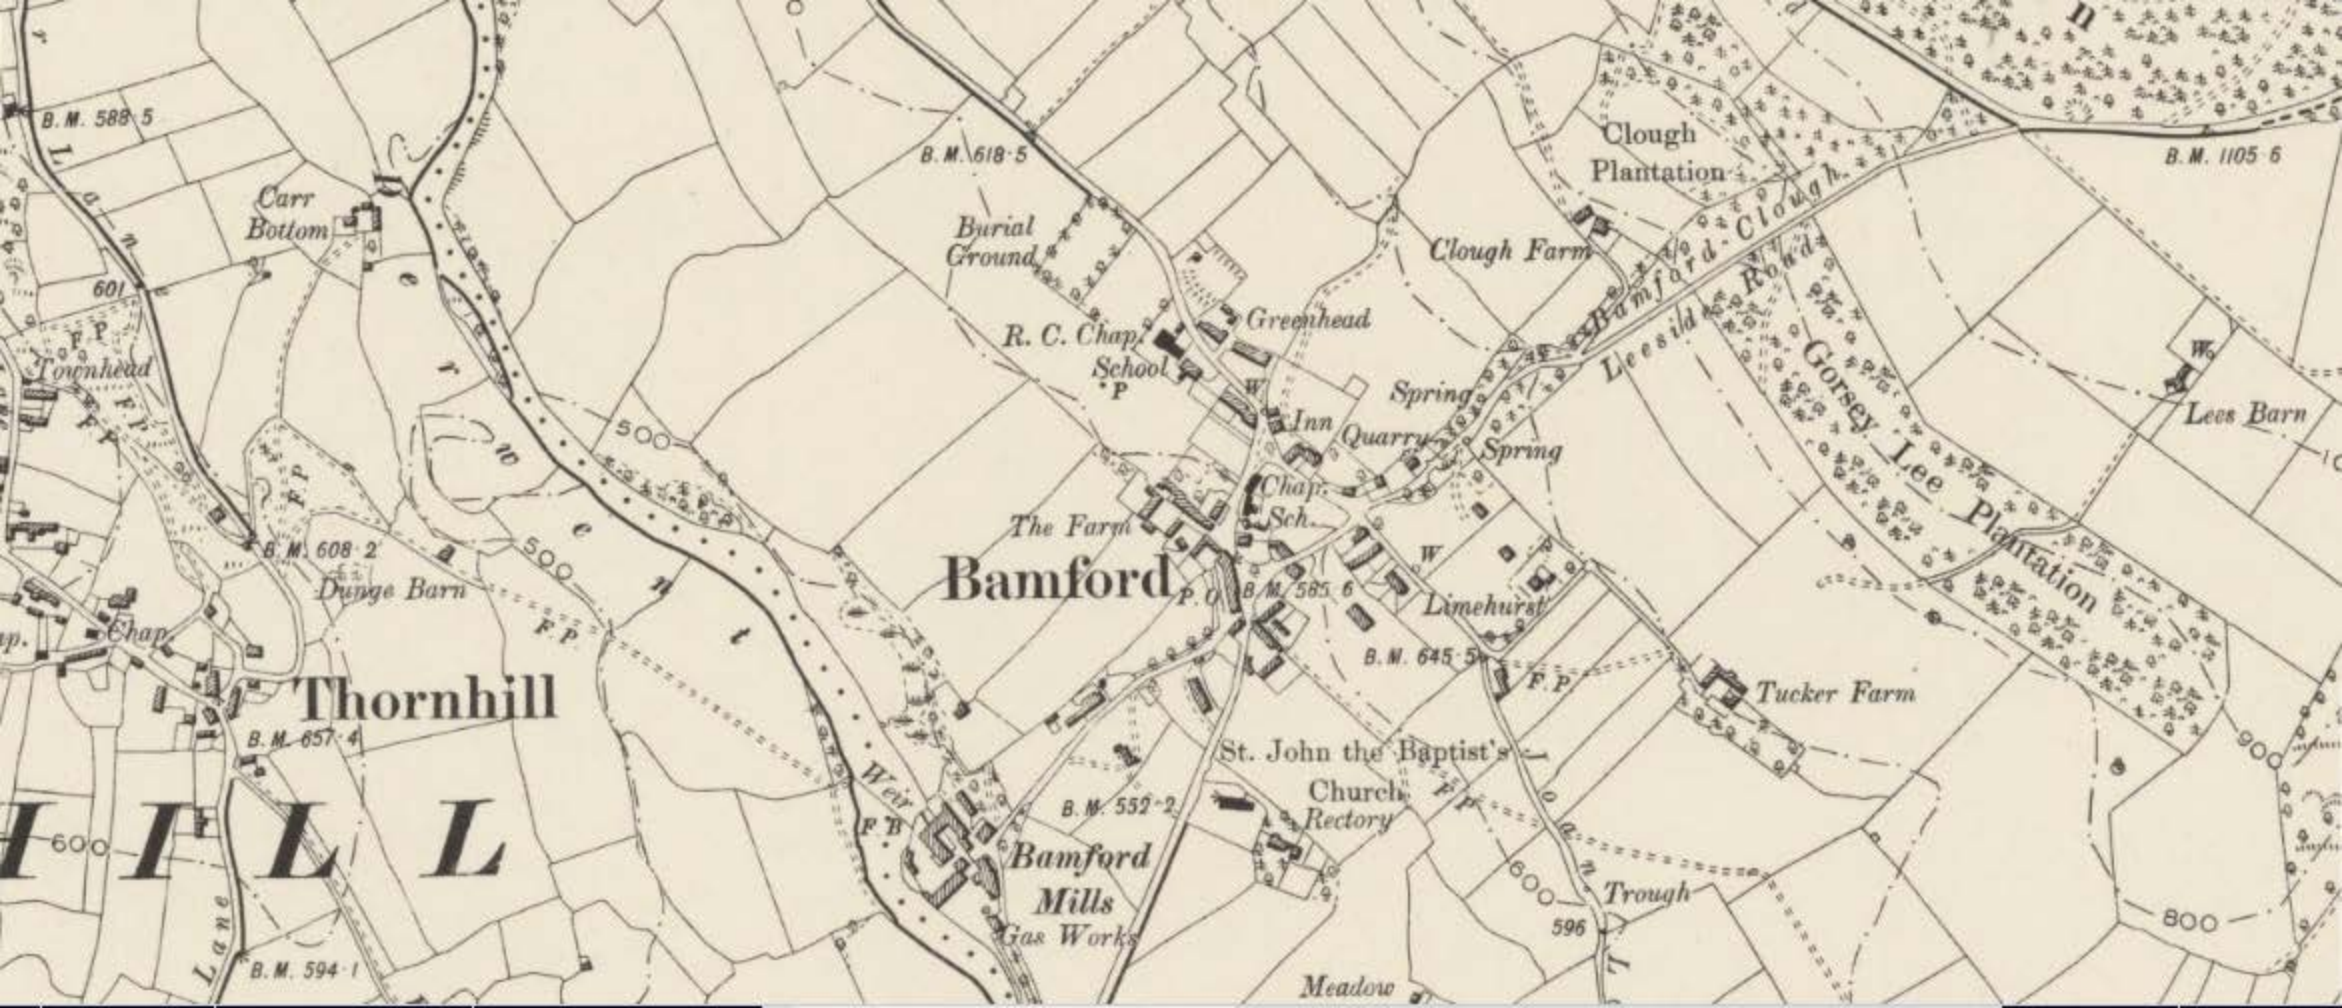 n
B.M. 588·5
Lane
B.M. 618·5
Clough
Plantation
B.M. 1105·6
Carr
Bottom
Burial
Ground
Clough Farm
Bamford Clough
Leeside Road
601
F.P.
Townhead
F.P.
F.P.
F.P.
R. C. Chap.
School
P
Greenhead
W
Inn
Spring
Quarry
Spring
Gorsey Lee Plantation
W
Lees Barn
500
Derwent
500
B.M. 608·2
Dunge Barn
F.P.
Chap.
Sch.
The Farm
Bamford
P.O.
B.M. 585·6
W
Limehurst
B.M. 645·5
F.P.
Tucker Farm
Chap.
Thornhill
B.M. 657·4
St. John the Baptist's
Church
Rectory
F.P.
900
Weir
F.B.
B.M. 552·2
Bamford
Mills
Gas Works
HILL
600
Lane
B.M. 594·1
Joan
600
Trough
596
L
800
Meadow